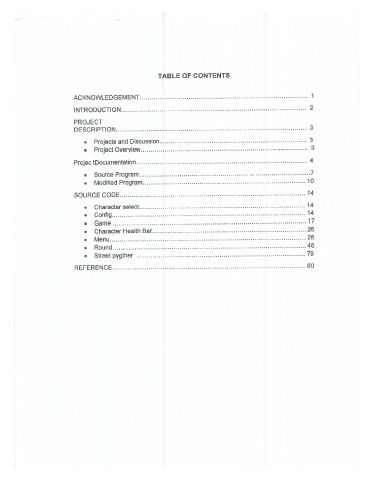 TABLE OF CONTENTS
ACKNOWLEDGEMENT.................................................. 1
INTRODUCTION.................................................. 2
PROJECT
DESCRIPTION.................................................. 3
• Projects and Discussion.................................................. 3
• Project Overview.................................................. 3
ProjectDocumentation.................................................. 4
• Source Program..................................................7
• Modified Program.................................................. 10
SOURCE CODE.................................................. 14
• Character select.................................................. 14
• Config.................................................. 14
• Game .................................................. 17
• Character Health Bar.................................................. 26
• Menu.................................................. 28
• Round.................................................. 46
• Street pygther .................................................. 79
REFERENCE.................................................. 80